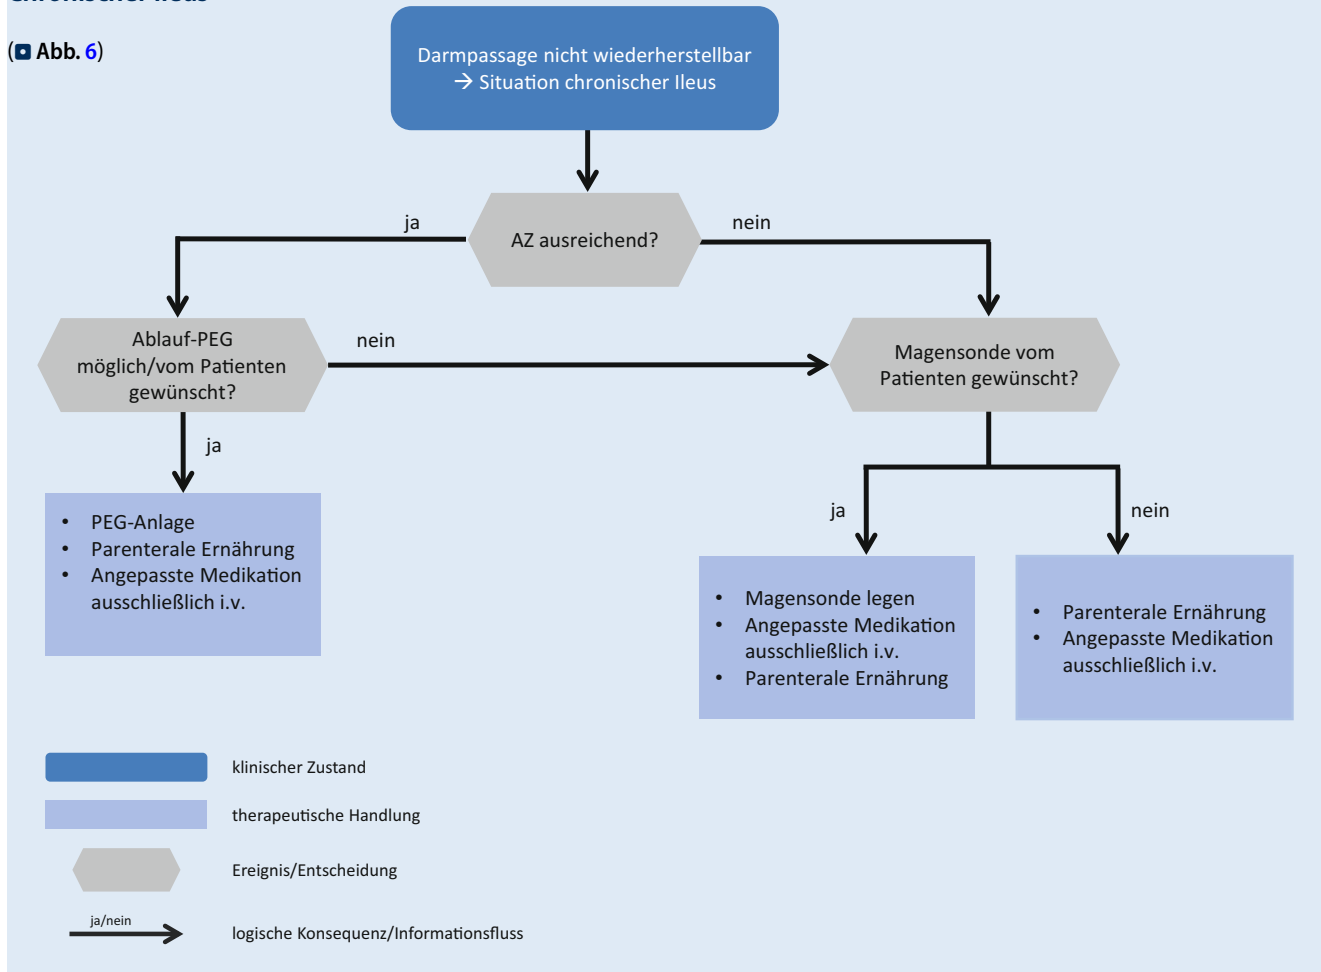 (Abb. 6)
Darmpassage nicht wiederherstellbar
→ Situation chronischer Ileus
AZ ausreichend?
ja
nein
Ablauf-PEG
möglich/vom Patienten
gewünscht?
nein
Magensonde vom
Patienten gewünscht?
ja
• PEG-Anlage
• Parenterale Ernährung
• Angepasste Medikation
ausschließlich i.v.
ja
nein
• Magensonde legen
• Angepasste Medikation
ausschließlich i.v.
• Parenterale Ernährung
• Parenterale Ernährung
• Angepasste Medikation
ausschließlich i.v.
klinischer Zustand
therapeutische Handlung
Ereignis/Entscheidung
ja/nein
logische Konsequenz/Informationsfluss